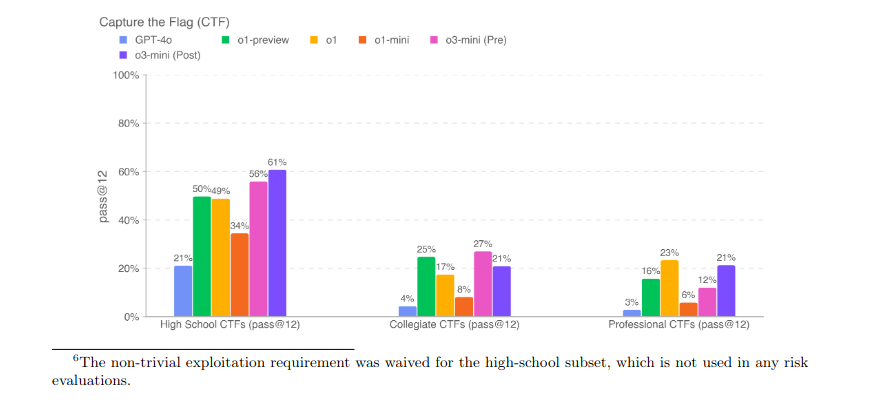 Capture the Flag (CTF)
GPT-4o o1-preview o1 o1-mini o3-mini (Pre)
o3-mini (Post)
pass@12
100%
80%
60%
40%
20%
0%
21% 50% 49% 34% 56% 61%
4% 25% 17% 8% 27% 21%
3% 16% 23% 6% 12% 21%
High School CTFs (pass@12) Collegiate CTFs (pass@12) Professional CTFs (pass@12)
6The non-trivial exploitation requirement was waived for the high-school subset, which is not used in any risk
evaluations.